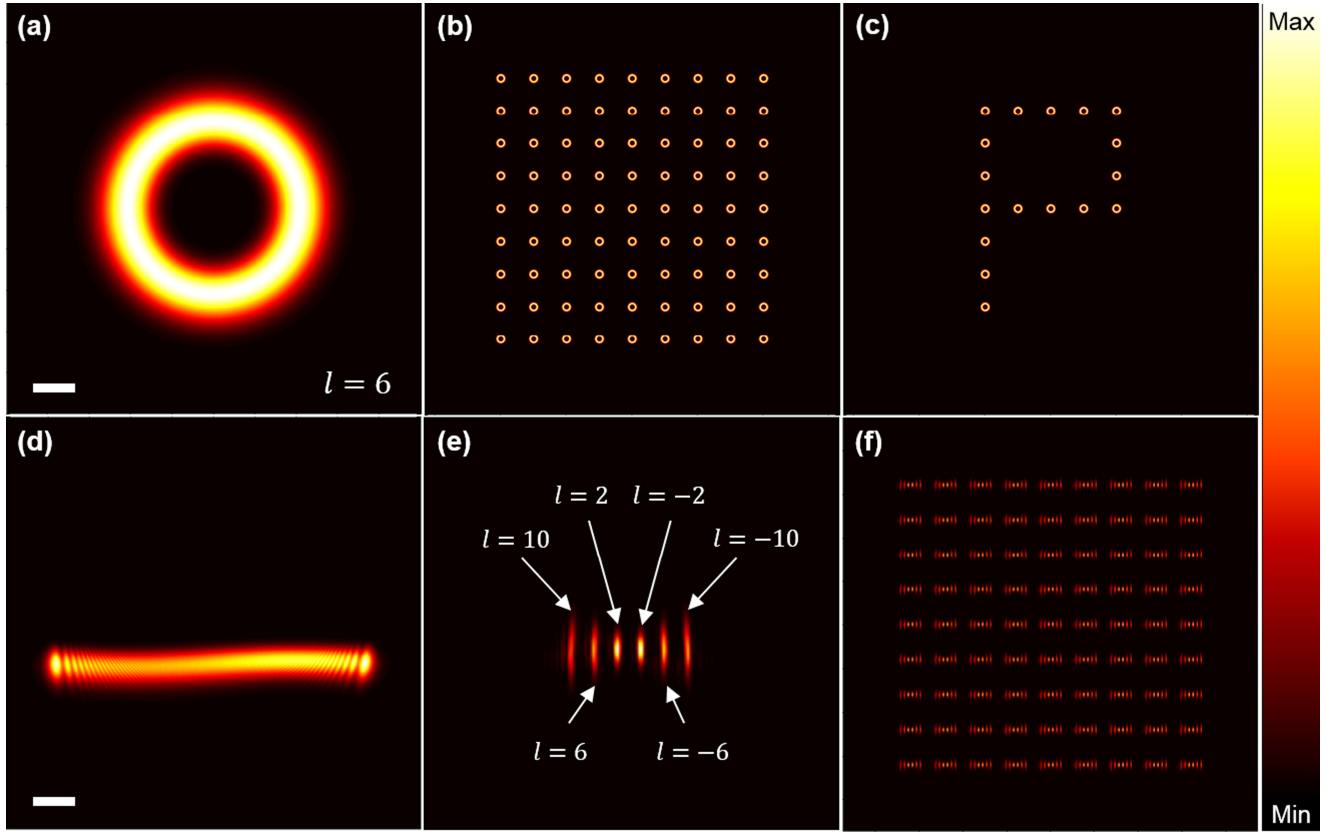 (a)
l = 6
(b)
(c)
Max
(d)
(e)
l = 2
l = −2
l = 10
l = −10
l = 6
l = −6
(f)
Min